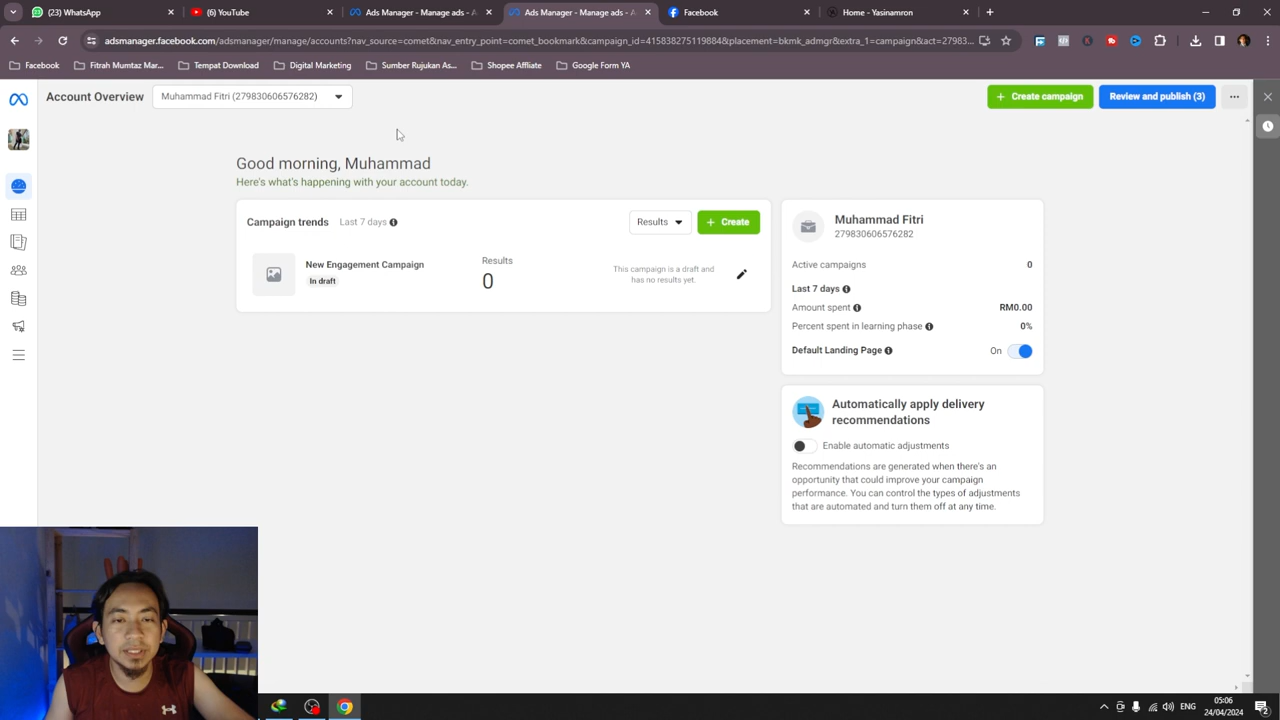 (23) WhatsApp
(6) YouTube
Ads Manager - Manage ads - A
Ads Manager - Manage ads - A
Facebook
Home - Yasinamron
adsmanager.facebook.com/adsmanager/manage/accounts?nav_source=comet&nav_entry_point=comet_bookmark&campaign_id=415838275119884&placement=bkmk_admgr&extra_1=campaign&act=27983...
Facebook
Fitrah Mumtaz Mar...
Tempat Download
Digital Marketing
Sumber Rujukan As...
Shopee Affliate
Google Form YA
Account Overview
Muhammad Fitri (279830606576282)
+ Create campaign
Review and publish (3)
Good morning, Muhammad
Here's what's happening with your account today.
Campaign trends
Last 7 days
Results
+ Create
New Engagement Campaign
In draft
Results
0
This campaign is a draft and
has no results yet.
Muhammad Fitri
279830606576282
Active campaigns
0
Last 7 days
Amount spent
RM0.00
Percent spent in learning phase
0%
Default Landing Page
On
Automatically apply delivery
recommendations
Enable automatic adjustments
Recommendations are generated when there's an
opportunity that could improve your campaign
performance. You can control the types of adjustments
that are automated and turn them off at any time.
ENG
05:06
24/04/2024